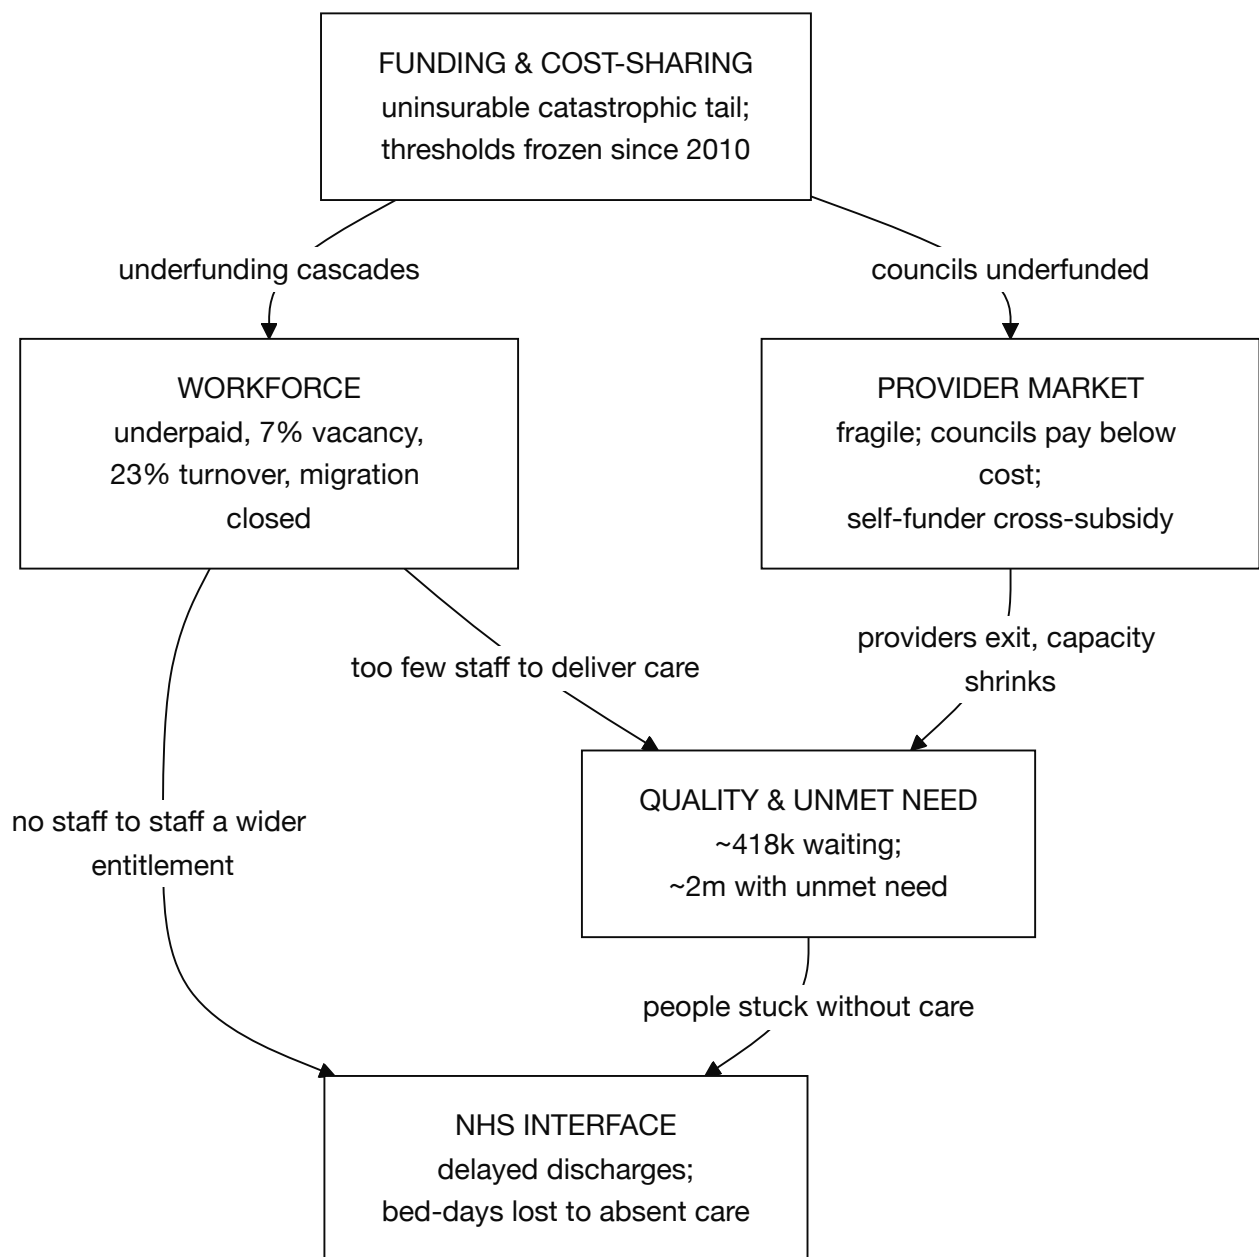 FUNDING & COST-SHARING
uninsurable catastrophic tail;
thresholds frozen since 2010
underfunding cascades
councils underfunded
WORKFORCE
underpaid, 7% vacancy,
23% turnover, migration
closed
PROVIDER MARKET
fragile; councils pay below
cost;
self-funder cross-subsidy
too few staff to deliver care
providers exit, capacity
shrinks
no staff to staff a wider
entitlement
QUALITY & UNMET NEED
~418k waiting;
~2m with unmet need
people stuck without care
NHS INTERFACE
delayed discharges;
bed-days lost to absent care